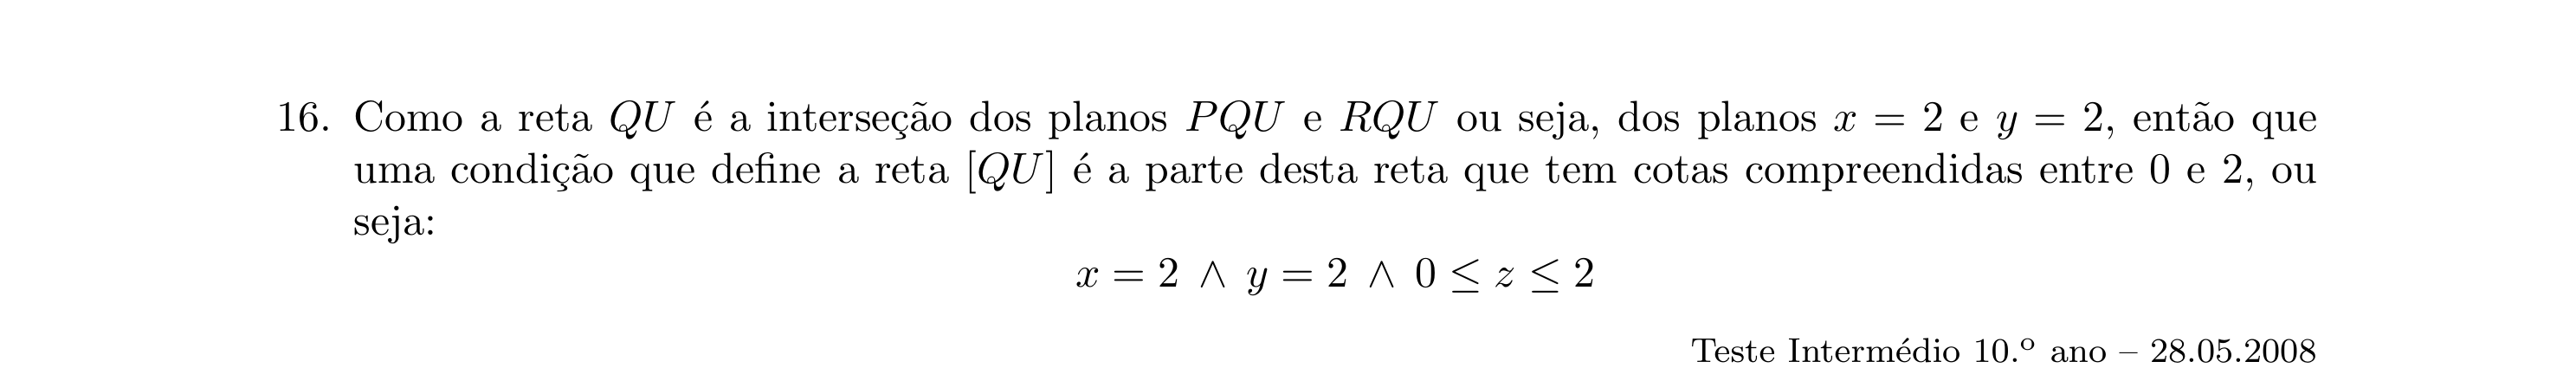 16. Como a reta QU é a interseção dos planos PQU e RQU ou seja, dos planos x = 2 e y = 2, então que
uma condição que define a reta [QU] é a parte desta reta que tem cotas compreendidas entre 0 e 2, ou
seja:
x = 2 ∧ y = 2 ∧ 0 ≤ z ≤ 2
Teste Intermédio 10.º ano – 28.05.2008